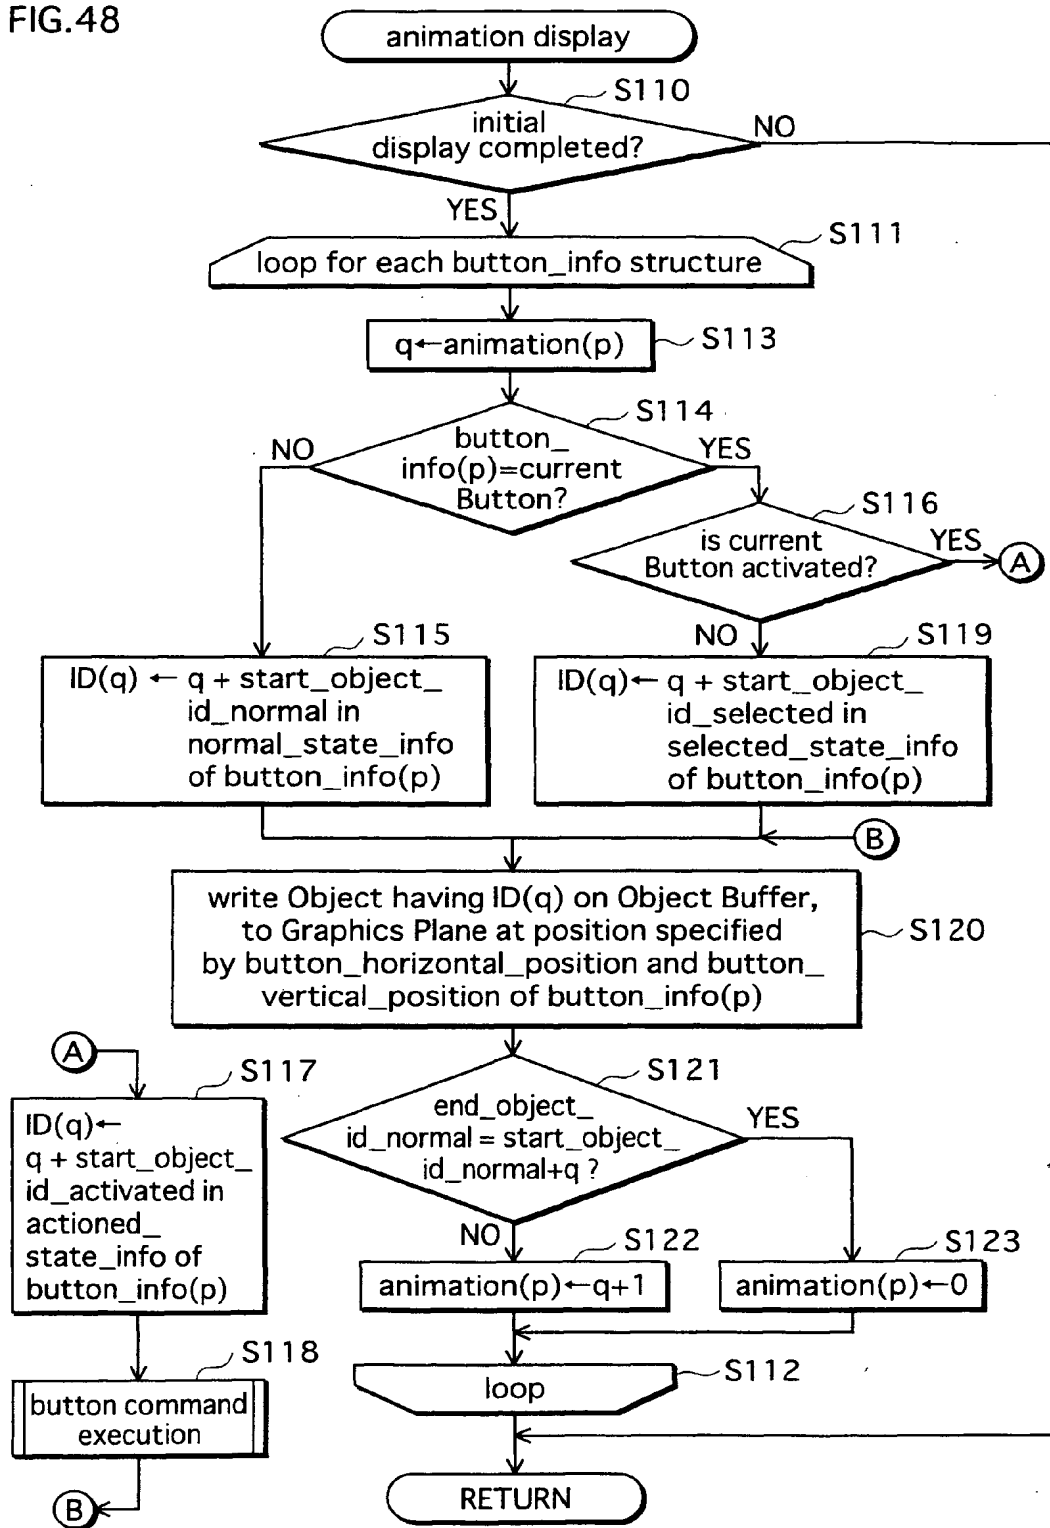 FIG.48
animation display
S110
initial
display completed?
NO
YES
S111
loop for each button_info structure
q←animation(p)
S113
S114
button_
info(p)=current
Button?
NO
YES
S116
is current
Button activated?
YES
A
NO
S115
ID(q) ← q + start_object_
id_normal in
normal_state_info
of button_info(p)
S119
ID(q)← q + start_object_
id_selected in
selected_state_info
of button_info(p)
B
write Object having ID(q) on Object Buffer,
to Graphics Plane at position specified
by button_horizontal_position and button_
vertical_position of button_info(p)
S120
A
S117
ID(q)←
q + start_object_
id_activated in
actioned_
state_info of
button_info(p)
S118
button command
execution
B
S121
end_object_
id_normal = start_object_
id_normal+q ?
YES
NO
S122
animation(p)←q+1
S123
animation(p)←0
S112
loop
RETURN